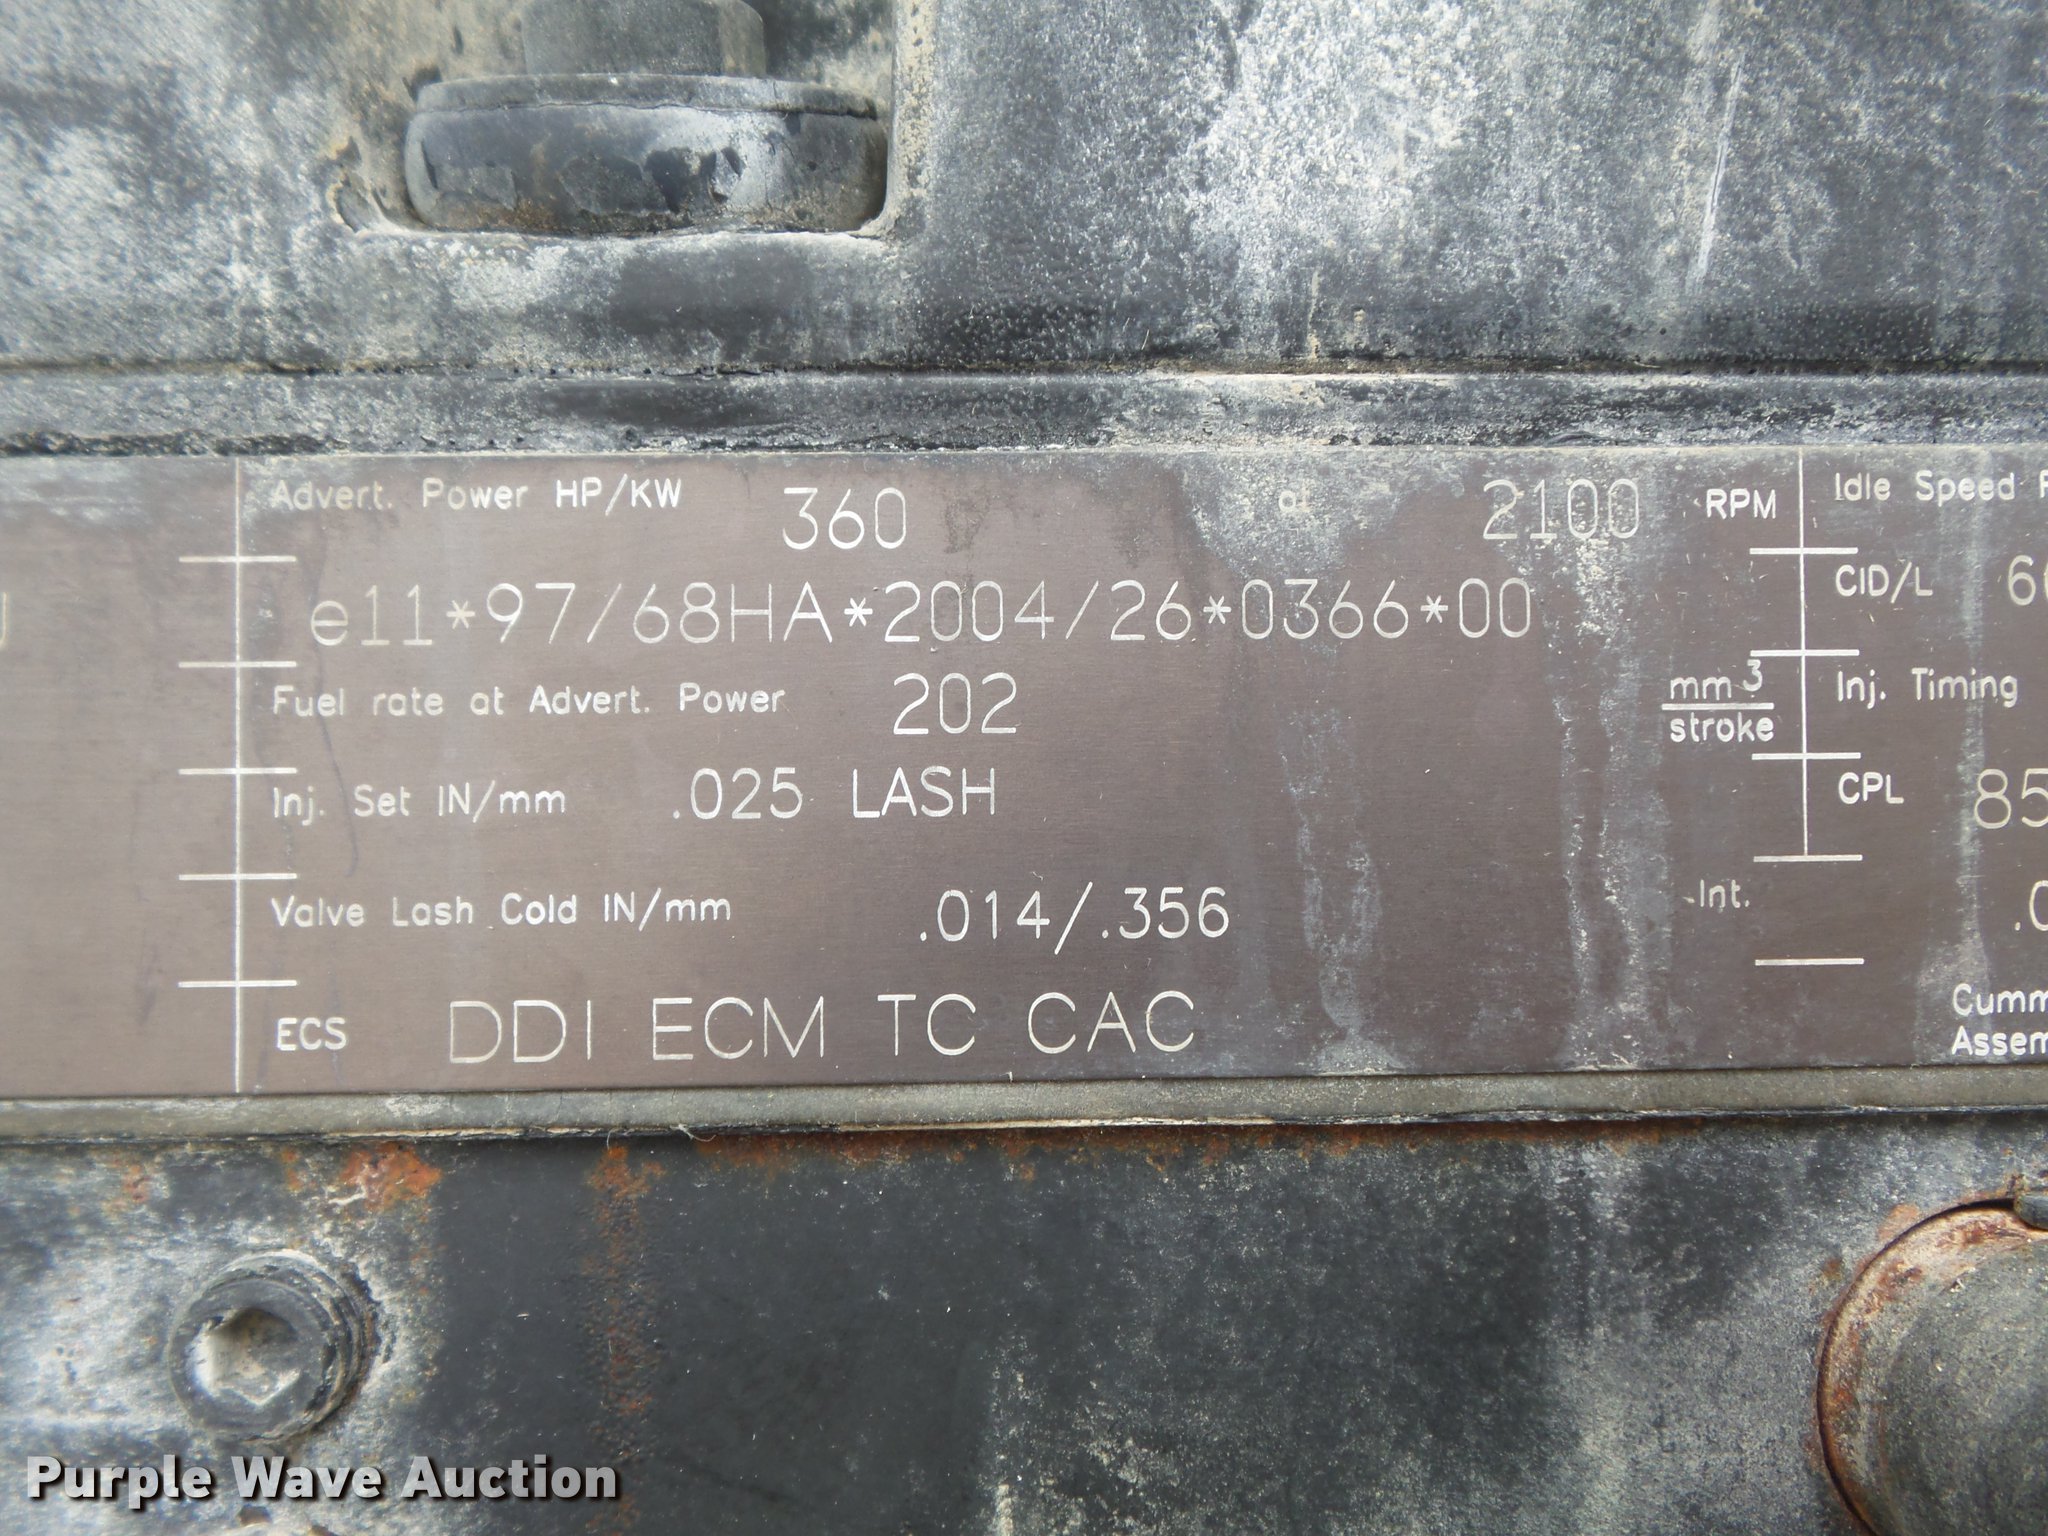 Advert. Power HP/KW 360 at 2100 RPM Idle Speed
CID/L
e11*97/68HA*2004/26*0366*00
Fuel rate at Advert. Power 202 mm3 stroke Inj. Timing
Inj. Set IN/mm .025 LASH CPL 85
Valve Lash Cold IN/mm .014/.356 Int. .0
ECS DDI ECM TC CAC
Purple Wave Auction